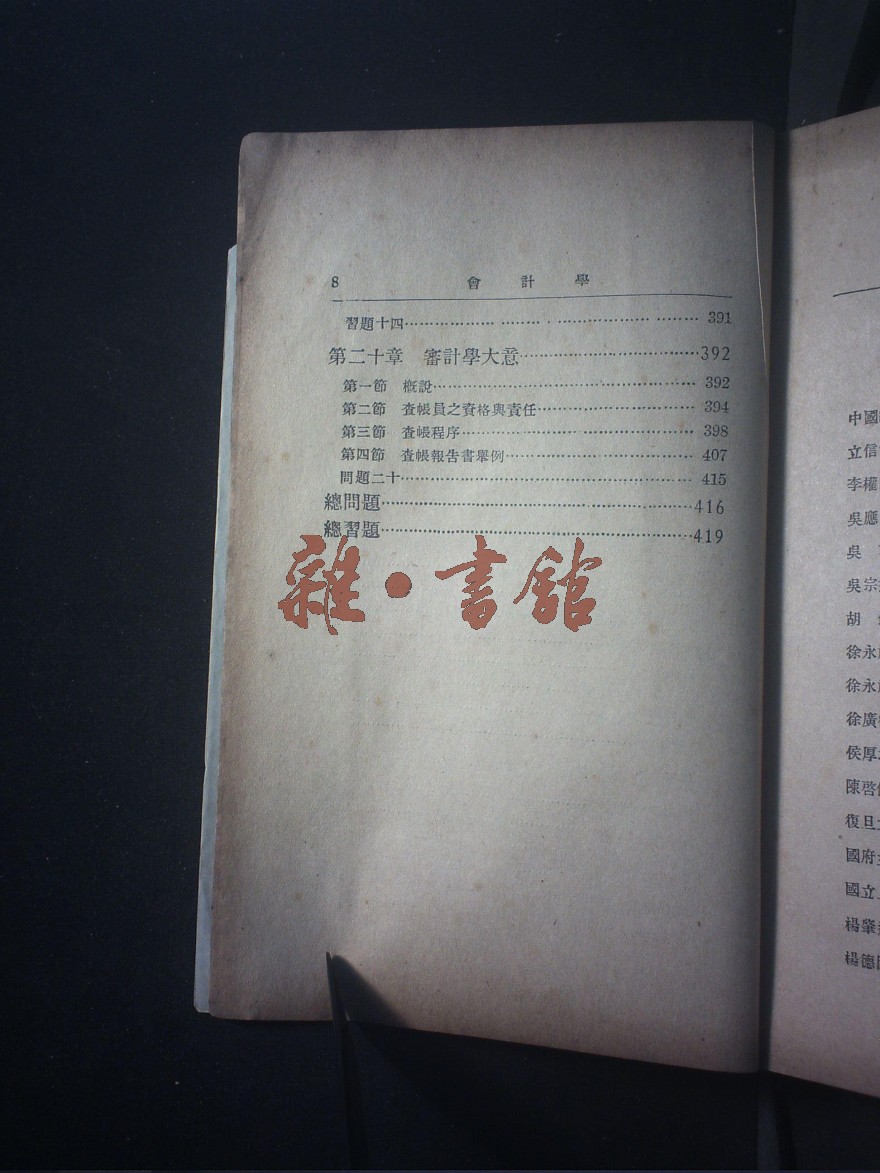 8 會計學
習題十四 391
第二十章 審計學大意 392
第一節 概說 392
第二節 查帳員之資格與責任 394
第三節 查帳程序 398
第四節 查帳報告書舉例 407
問題二十 415
總問題 416
總習題 419
雜·書館
中國
立信
李權
吳應
吳
吳宗
胡
徐永
徐永
徐廣
侯厚
陳啓
復旦
國府
國立
楊肇
楊德